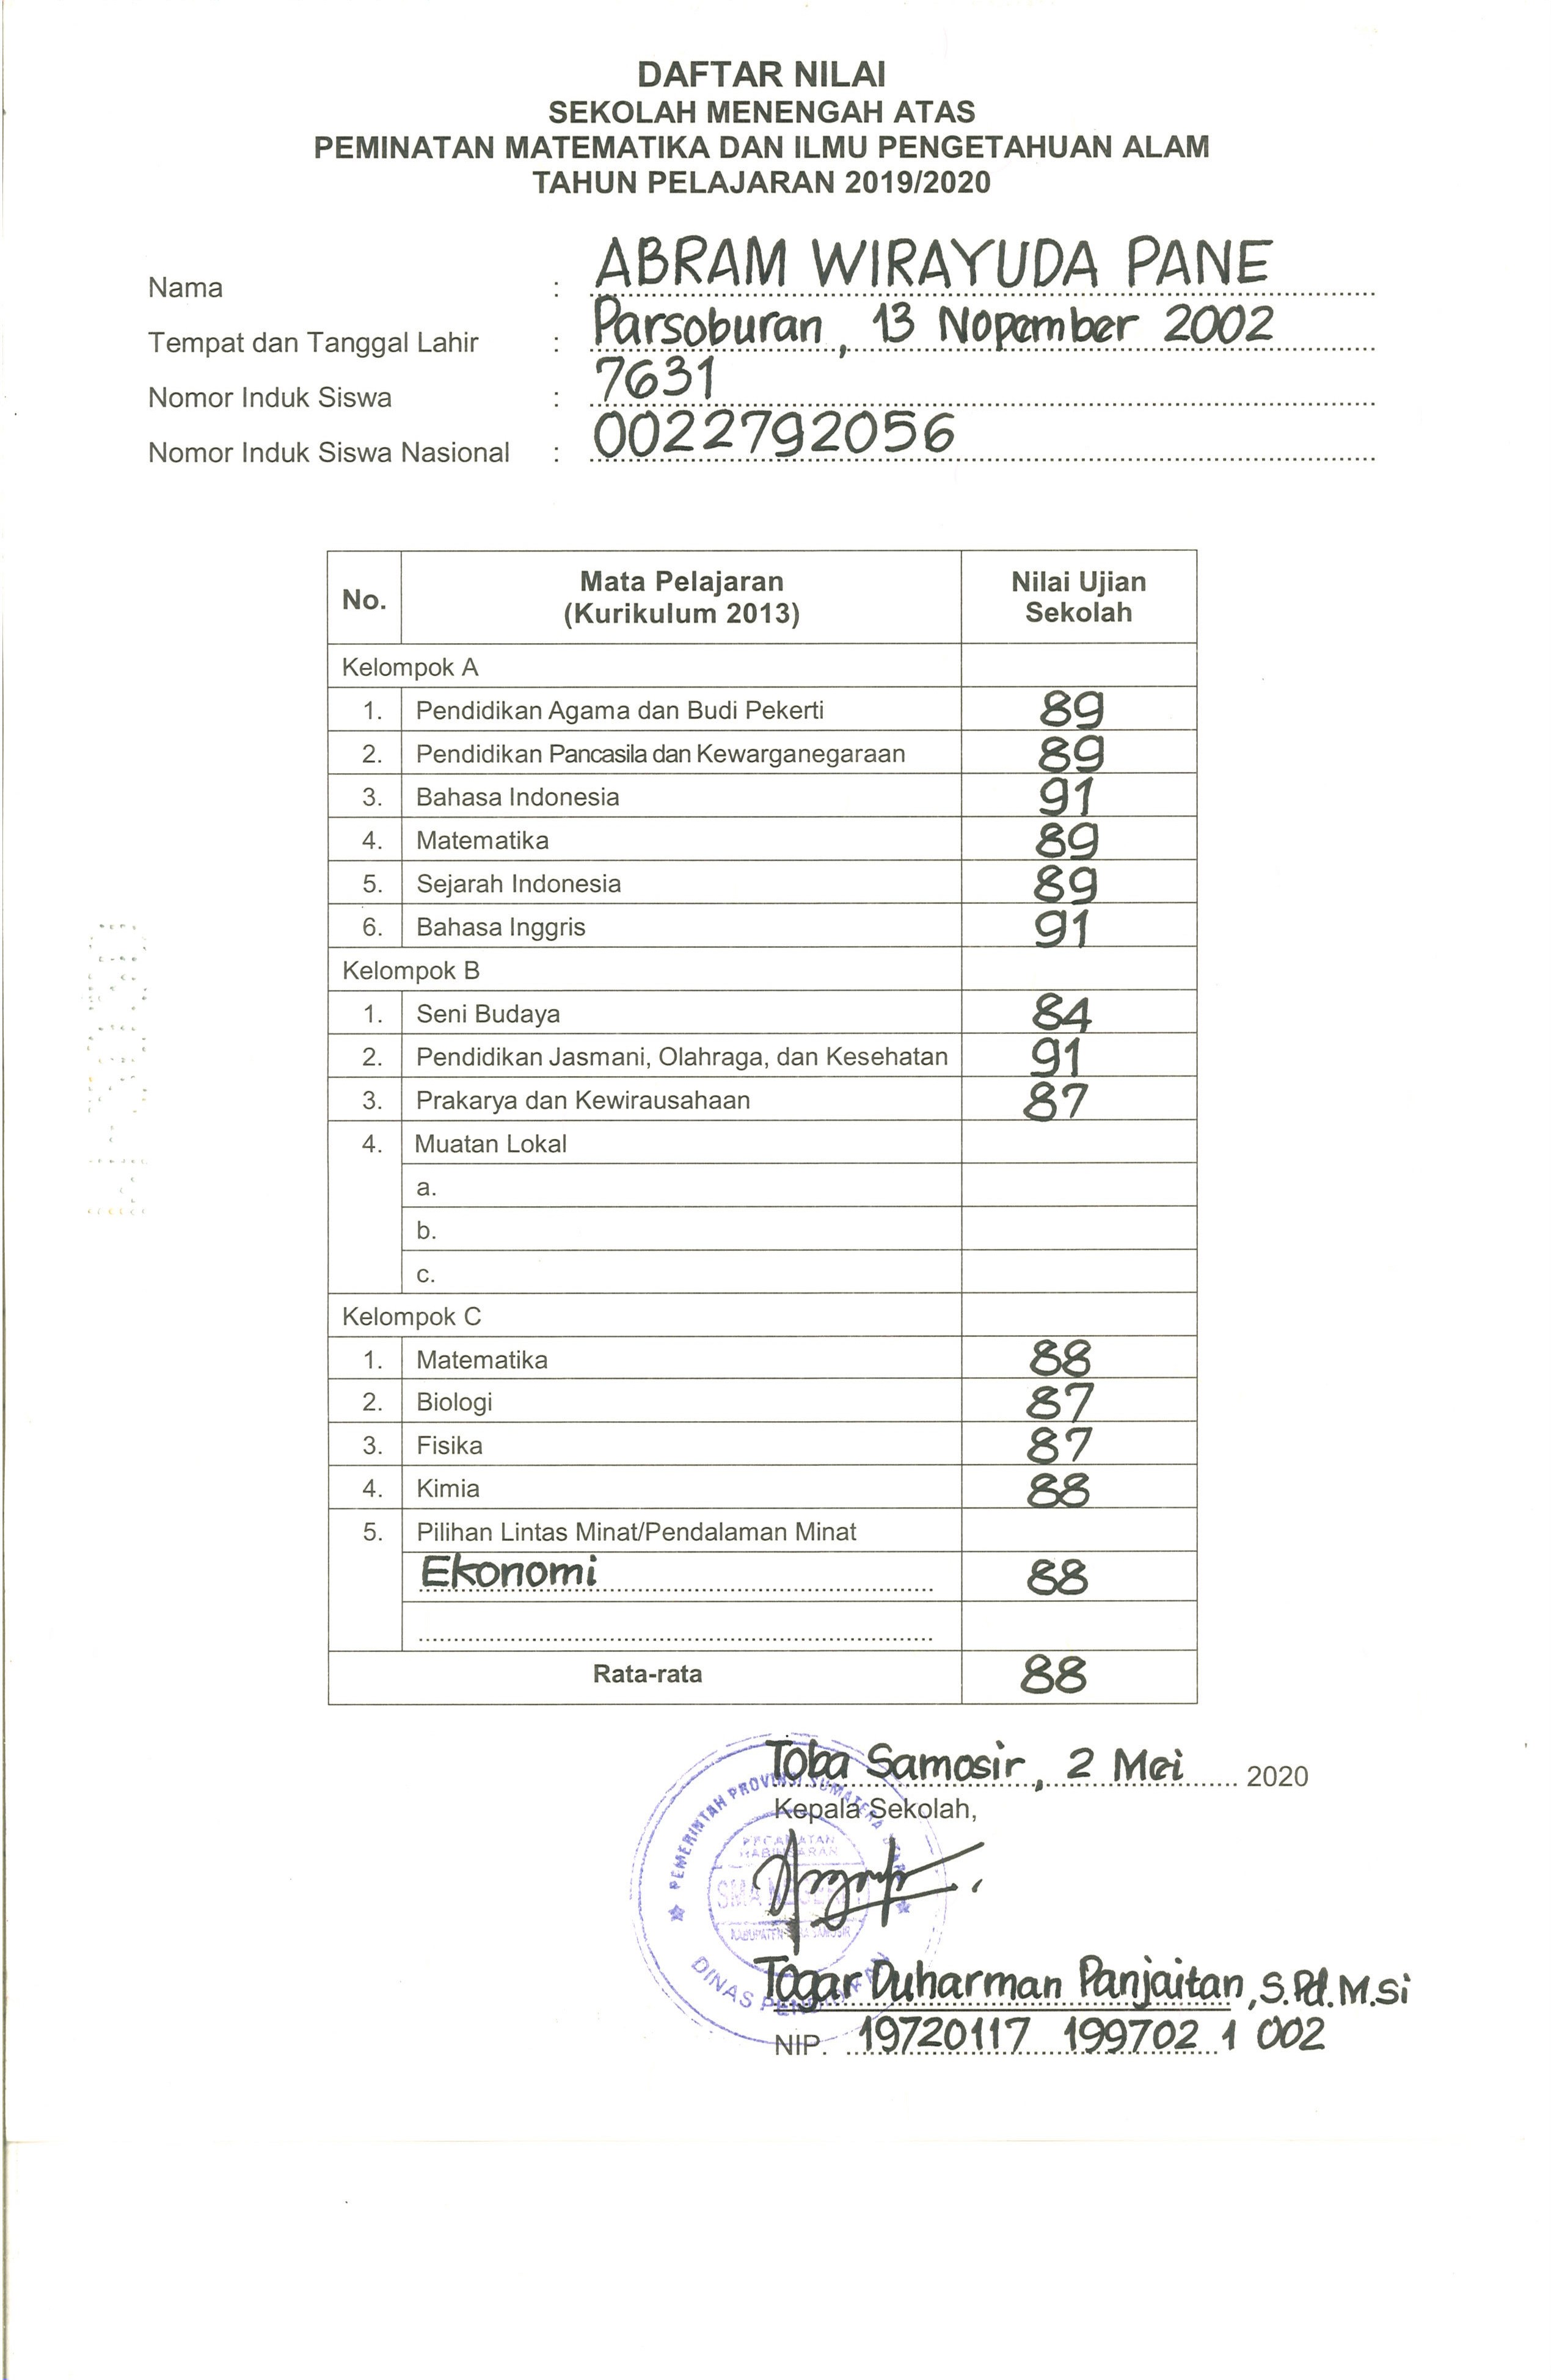 DAFTAR NILAI
SEKOLAH MENENGAH ATAS
PEMINATAN MATEMATIKA DAN ILMU PENGETAHUAN ALAM
TAHUN PELAJARAN 2019/2020
Nama : ABRAM WIRAYUDA PANE
Tempat dan Tanggal Lahir : Parsoburan, 13 Nopember 2002
Nomor Induk Siswa : 7631
Nomor Induk Siswa Nasional : 0022792056
No. Mata Pelajaran (Kurikulum 2013) Nilai Ujian Sekolah
Kelompok A
1. Pendidikan Agama dan Budi Pekerti 89
2. Pendidikan Pancasila dan Kewarganegaraan 89
3. Bahasa Indonesia 91
4. Matematika 89
5. Sejarah Indonesia 89
6. Bahasa Inggris 91
Kelompok B
1. Seni Budaya 84
2. Pendidikan Jasmani, Olahraga, dan Kesehatan 91
3. Prakarya dan Kewirausahaan 87
4. Muatan Lokal
a.
b.
c.
Kelompok C
1. Matematika 88
2. Biologi 87
3. Fisika 87
4. Kimia 88
5. Pilihan Lintas Minat/Pendalaman Minat
Ekonomi 88
Rata-rata 88
Toba Samosir, 2 Mei 2020
Kepala Sekolah,
PEMERINTAH PROVINSI SUMATERA
KECAMATAN
HABINSARAN
SMA NEGERI
KABUPATEN TOBA SAMOSIR
DINAS PENDIDIKAN
Togar Duharman Panjaitan, S.Pd. M.Si
NIP. 19720117 199702 1 002